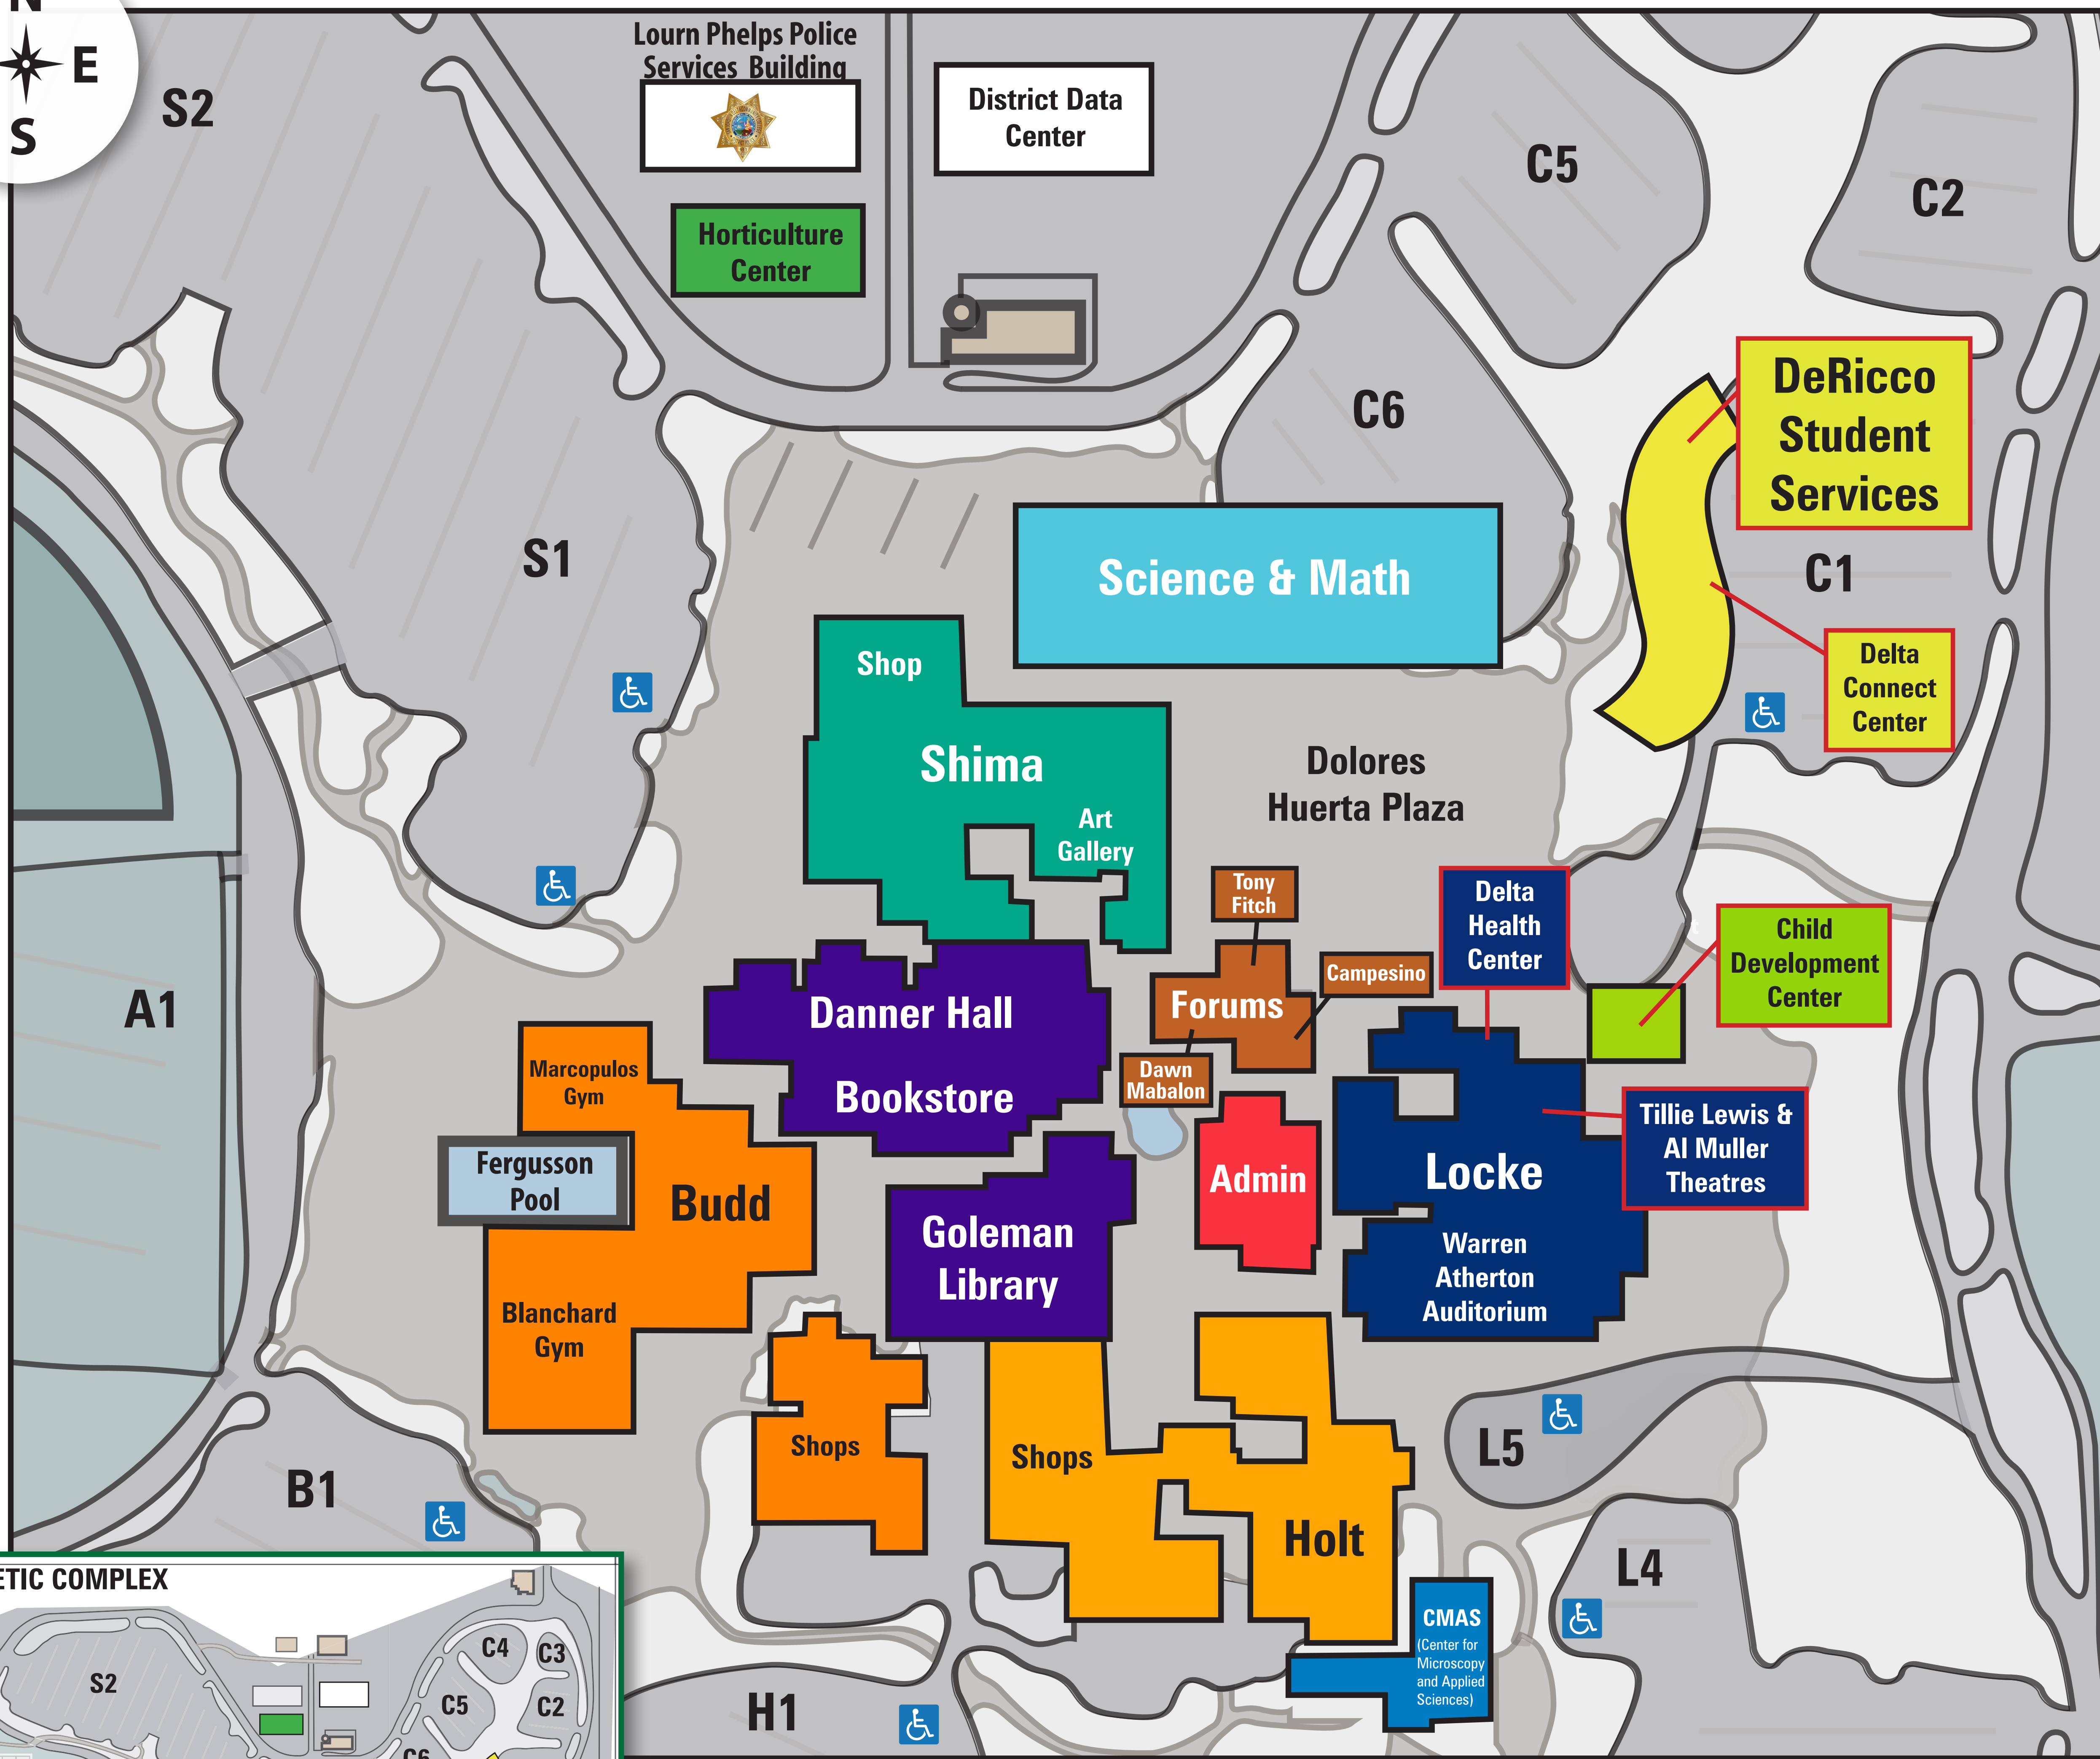 N
E
S
S2
Lourn Phelps Police
Services Building
District Data
Center
Horticulture
Center
C5
C2
C6
DeRicco
Student
Services
S1
Science & Math
C1
Delta
Connect
Center
Shop
Shima
Art
Gallery
Dolores
Huerta Plaza
Tony
Fitch
Delta
Health
Center
Child
Development
Center
Campesino
Forums
Dawn
Mabalon
A1
Danner Hall
Bookstore
Marcopulos
Gym
Fergusson
Pool
Budd
Blanchard
Gym
Goleman
Library
Admin
Tillie Lewis &
Al Muller
Theatres
Locke
Warren
Atherton
Auditorium
Shops
Shops
Holt
L5
L4
B1
H1
CMAS
(Center for
Microscopy
and Applied
Sciences)
ETIC COMPLEX
S2
C4
C3
C5
C2
C6